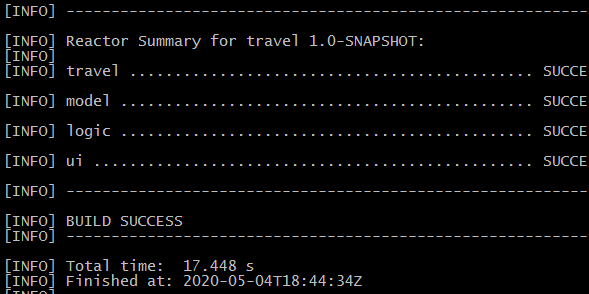 [INFO] ----------------------------------------------------------
[INFO] Reactor Summary for travel 1.0-SNAPSHOT:
[INFO]
[INFO] travel ............................................. SUCCE
[INFO] model .............................................. SUCCE
[INFO] logic .............................................. SUCCE
[INFO] ui ................................................. SUCCE
[INFO] ----------------------------------------------------------
[INFO] BUILD SUCCESS
[INFO] ----------------------------------------------------------
[INFO] Total time:  17.448 s
[INFO] Finished at: 2020-05-04T18:44:34Z